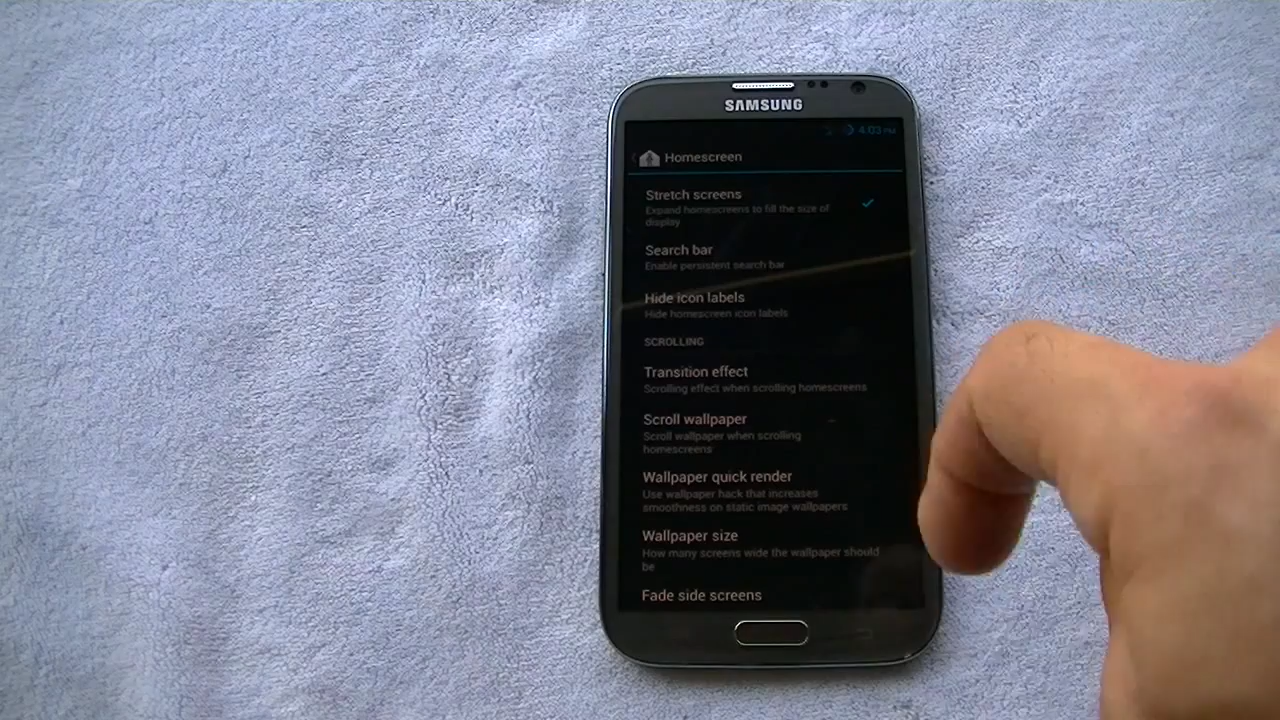 SAMSUNG
4:03 PM
Homescreen
Stretch screens
Expand homescreens to fill the size of
display
Search bar
Enable persistent search bar
Hide icon labels
Hide homescreen icon labels
SCROLLING
Transition effect
Scrolling effect when scrolling homescreens
Scroll wallpaper
Scroll wallpaper when scrolling
homescreens
Wallpaper quick render
Use wallpaper hack that increases
smoothness on static image wallpapers
Wallpaper size
How many screens wide the wallpaper should
be
Fade side screens